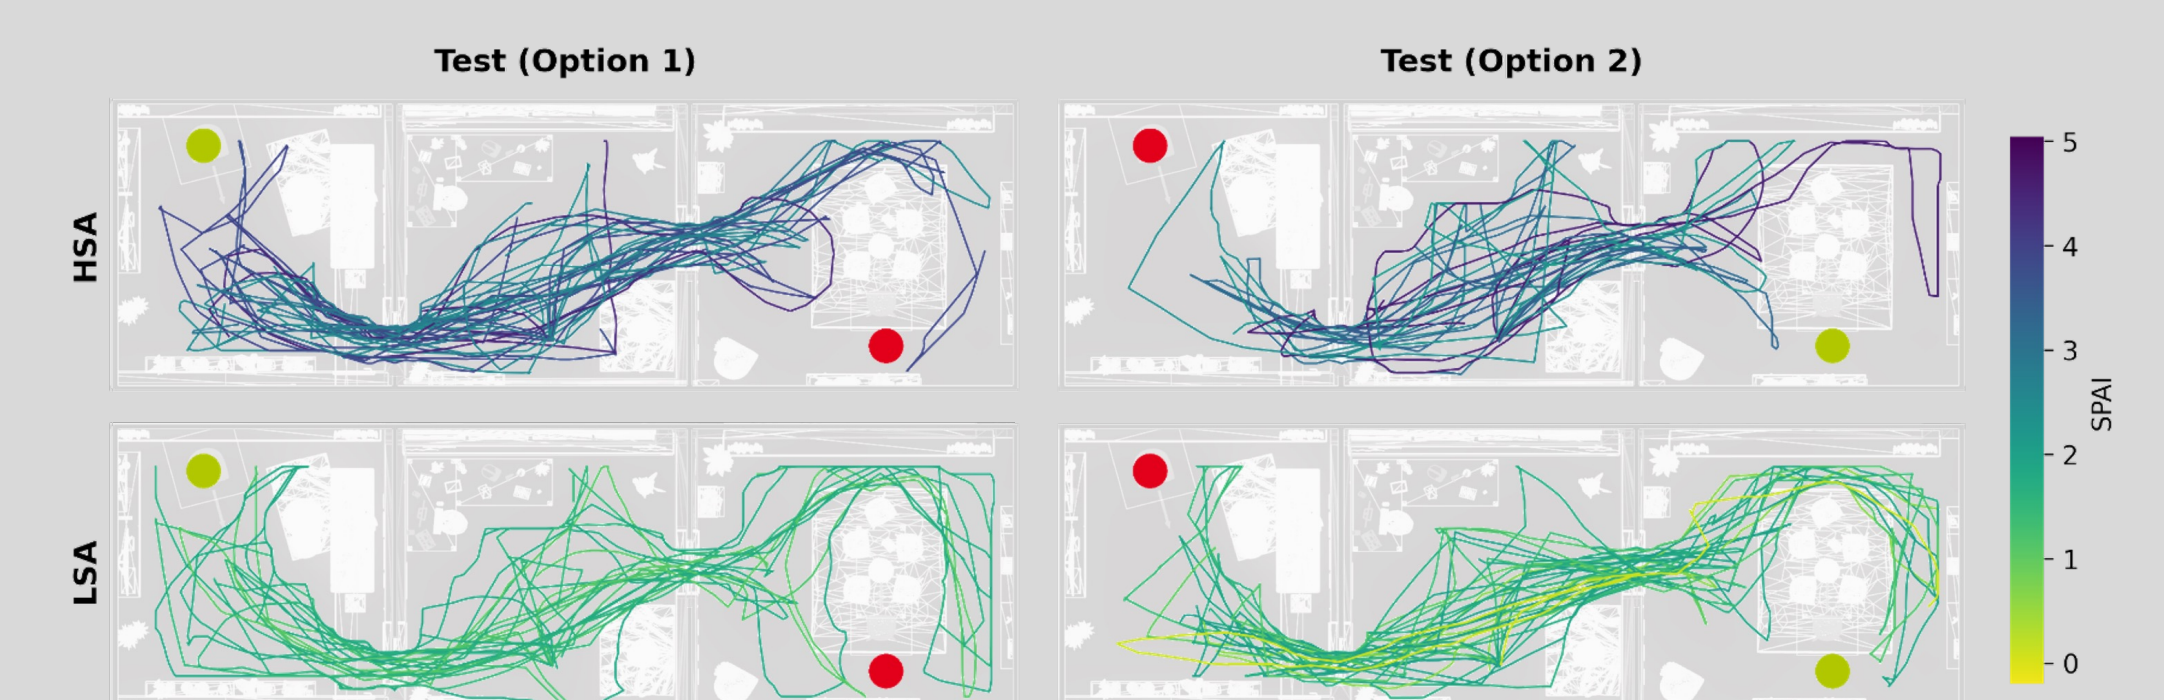 Test (Option 1)
Test (Option 2)
HSA
LSA
5
4
3
2
1
0
SPAI